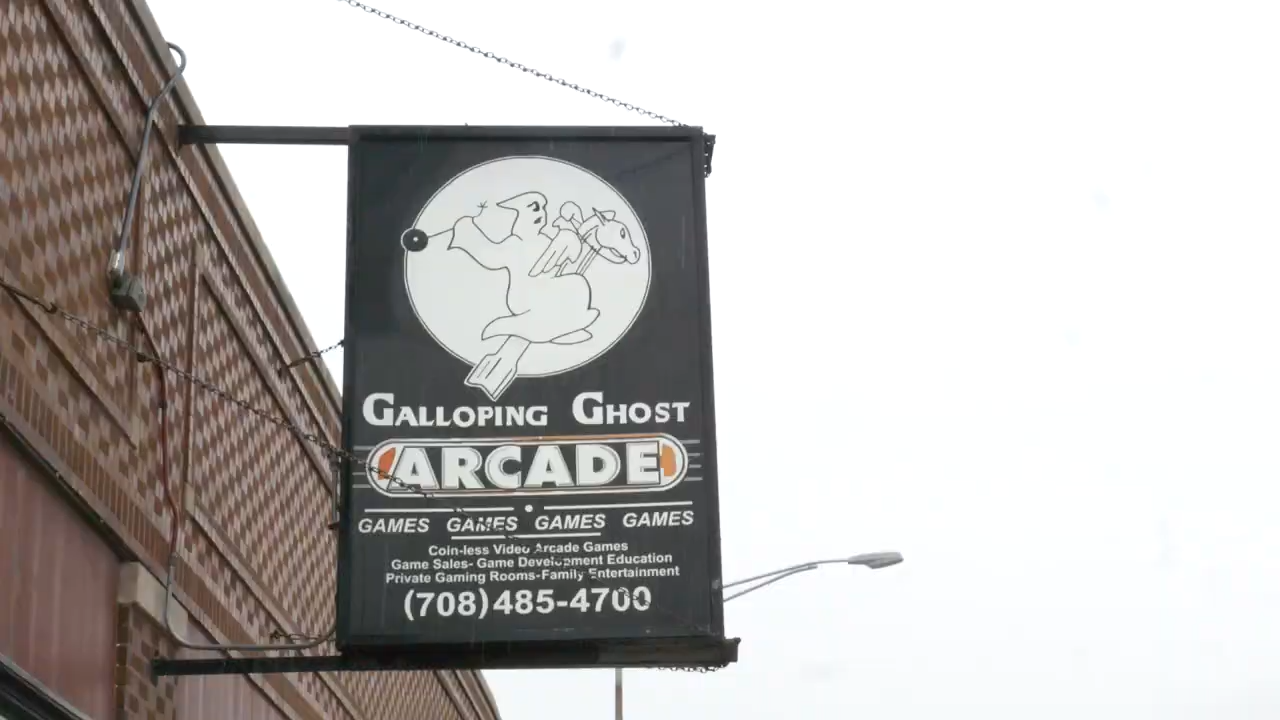 GALLOPING GHOST
ARCADE
GAMES GAMES GAMES GAMES
Coin-less Video Arcade Games
Game Sales- Game Development Education
Private Gaming Rooms-Family Entertainment
(708)485-4700